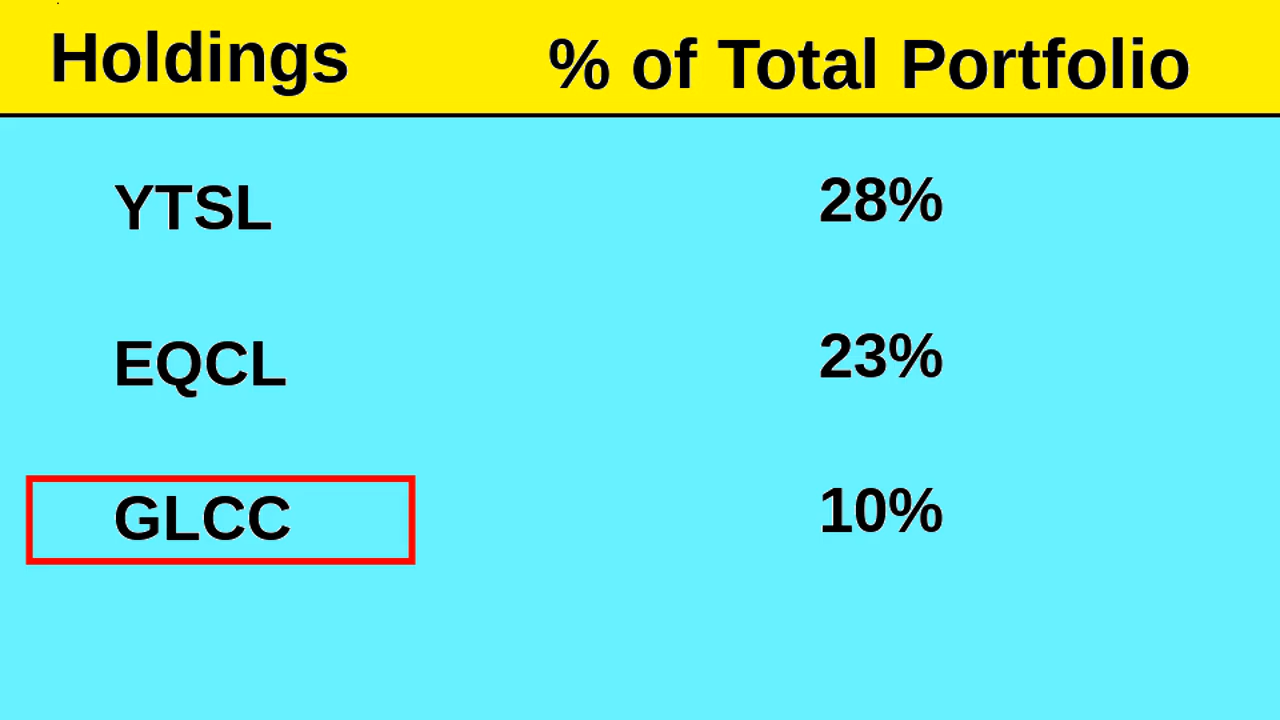 Holdings % of Total Portfolio
YTSL 28%
EQCL 23%
GLCC 10%